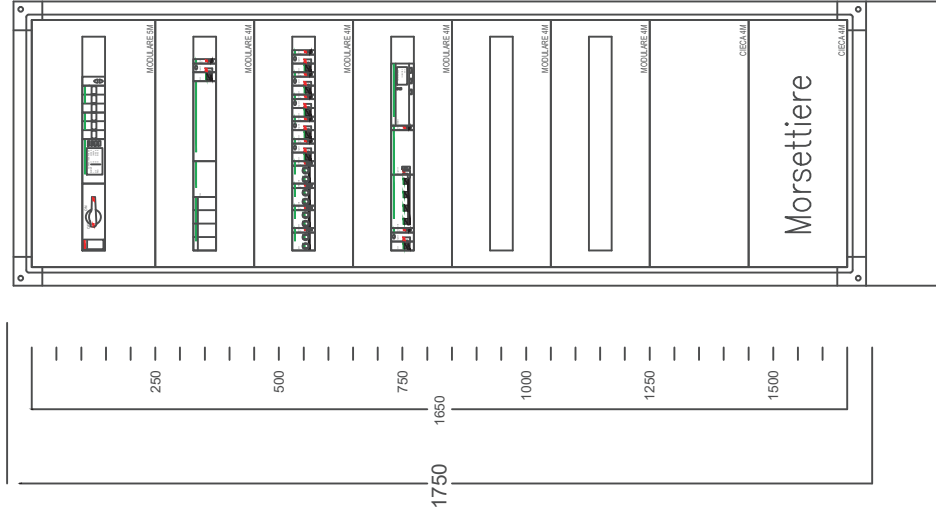 MODULARE 5M
MODULARE 4M
MODULARE 4M
MODULARE 4M
MODULARE 4M
MODULARE 4M
CIECA 4M
CIECA 4M
Morsettiere
250
500
750
1000
1250
1500
1650
1750